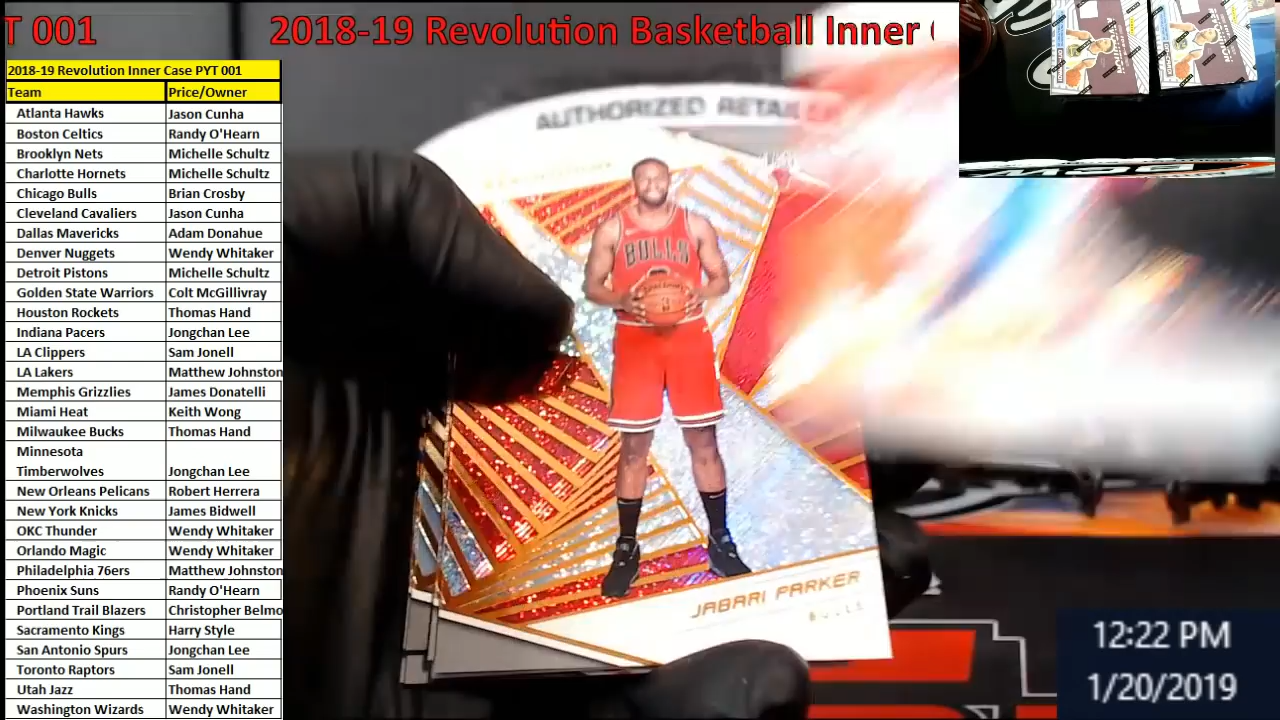 T 001
2018-19 Revolution Basketball Inner
2018-19 Revolution Inner Case PYT 001
Team Price/Owner
Atlanta Hawks Jason Cunha
Boston Celtics Randy O'Hearn
Brooklyn Nets Michelle Schultz
Charlotte Hornets Michelle Schultz
Chicago Bulls Brian Crosby
Cleveland Cavaliers Jason Cunha
Dallas Mavericks Adam Donahue
Denver Nuggets Wendy Whitaker
Detroit Pistons Michelle Schultz
Golden State Warriors Colt McGillivray
Houston Rockets Thomas Hand
Indiana Pacers Jongchan Lee
LA Clippers Sam Jonell
LA Lakers Matthew Johnston
Memphis Grizzlies James Donatelli
Miami Heat Keith Wong
Milwaukee Bucks Thomas Hand
Minnesota
Timberwolves Jongchan Lee
New Orleans Pelicans Robert Herrera
New York Knicks James Bidwell
OKC Thunder Wendy Whitaker
Orlando Magic Wendy Whitaker
Philadelphia 76ers Matthew Johnston
Phoenix Suns Randy O'Hearn
Portland Trail Blazers Christopher Belmo
Sacramento Kings Harry Style
San Antonio Spurs Jongchan Lee
Toronto Raptors Sam Jonell
Utah Jazz Thomas Hand
Washington Wizards Wendy Whitaker
AUTHORIZED RETAILER
BULLS
JABARI PARKER
BULLS
12:22 PM
1/20/2019